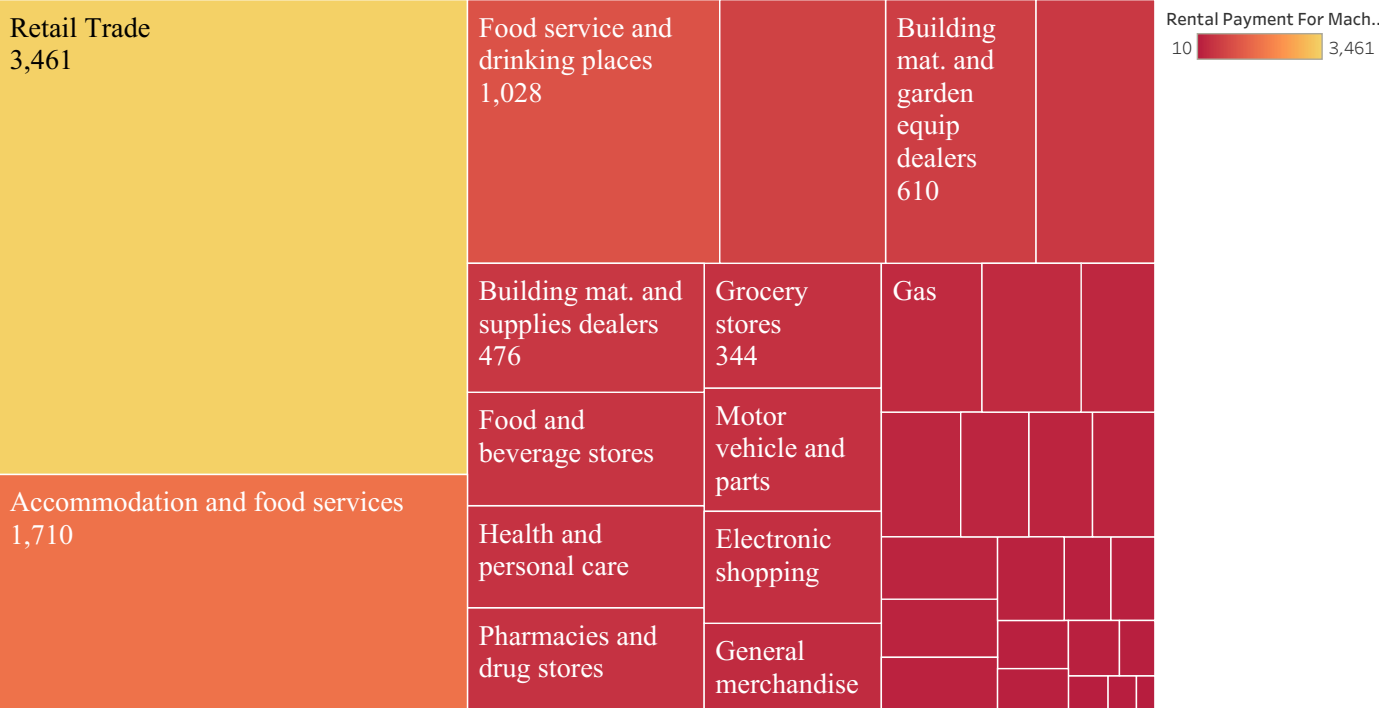 Retail Trade
3,461
Accommodation and food services
1,710
Food service and
drinking places
1,028
Building
mat. and
garden
equip
dealers
610
Building mat. and
supplies dealers
476
Food and
beverage stores
Health and
personal care
Pharmacies and
drug stores
Grocery
stores
344
Motor
vehicle and
parts
Electronic
shopping
General
merchandise
Gas
Rental Payment For Mach..
10
3,461